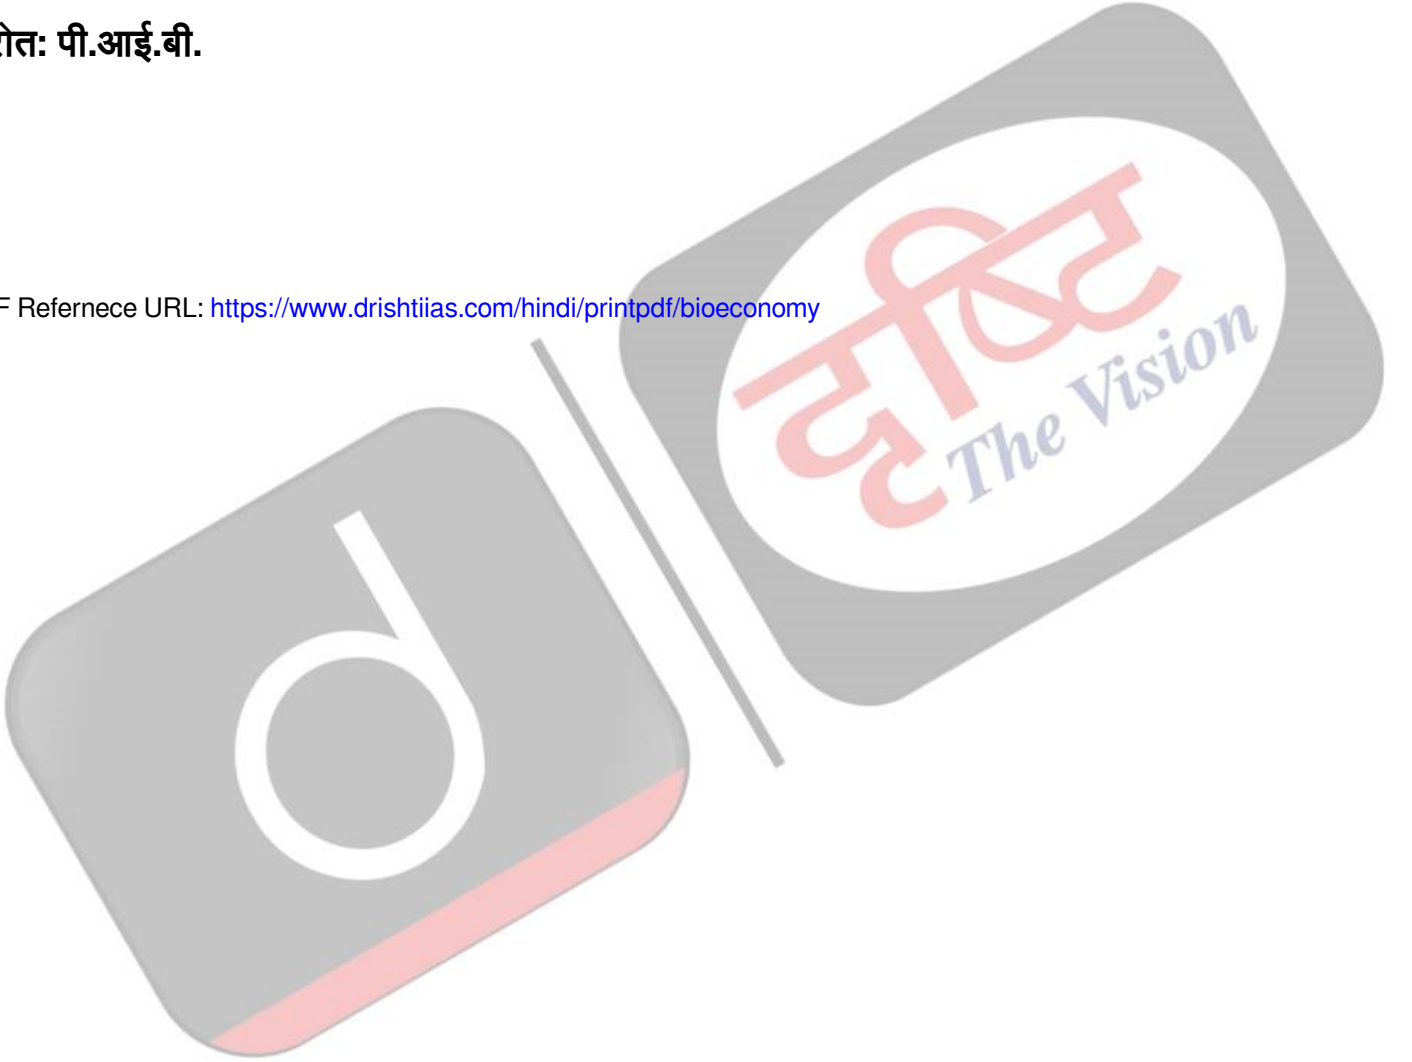 रोत: पी.आई.बी.
F Refernece URL: https://www.drishtiias.com/hindi/printpdf/bioeconomy
दृष्टि
The Vision
d